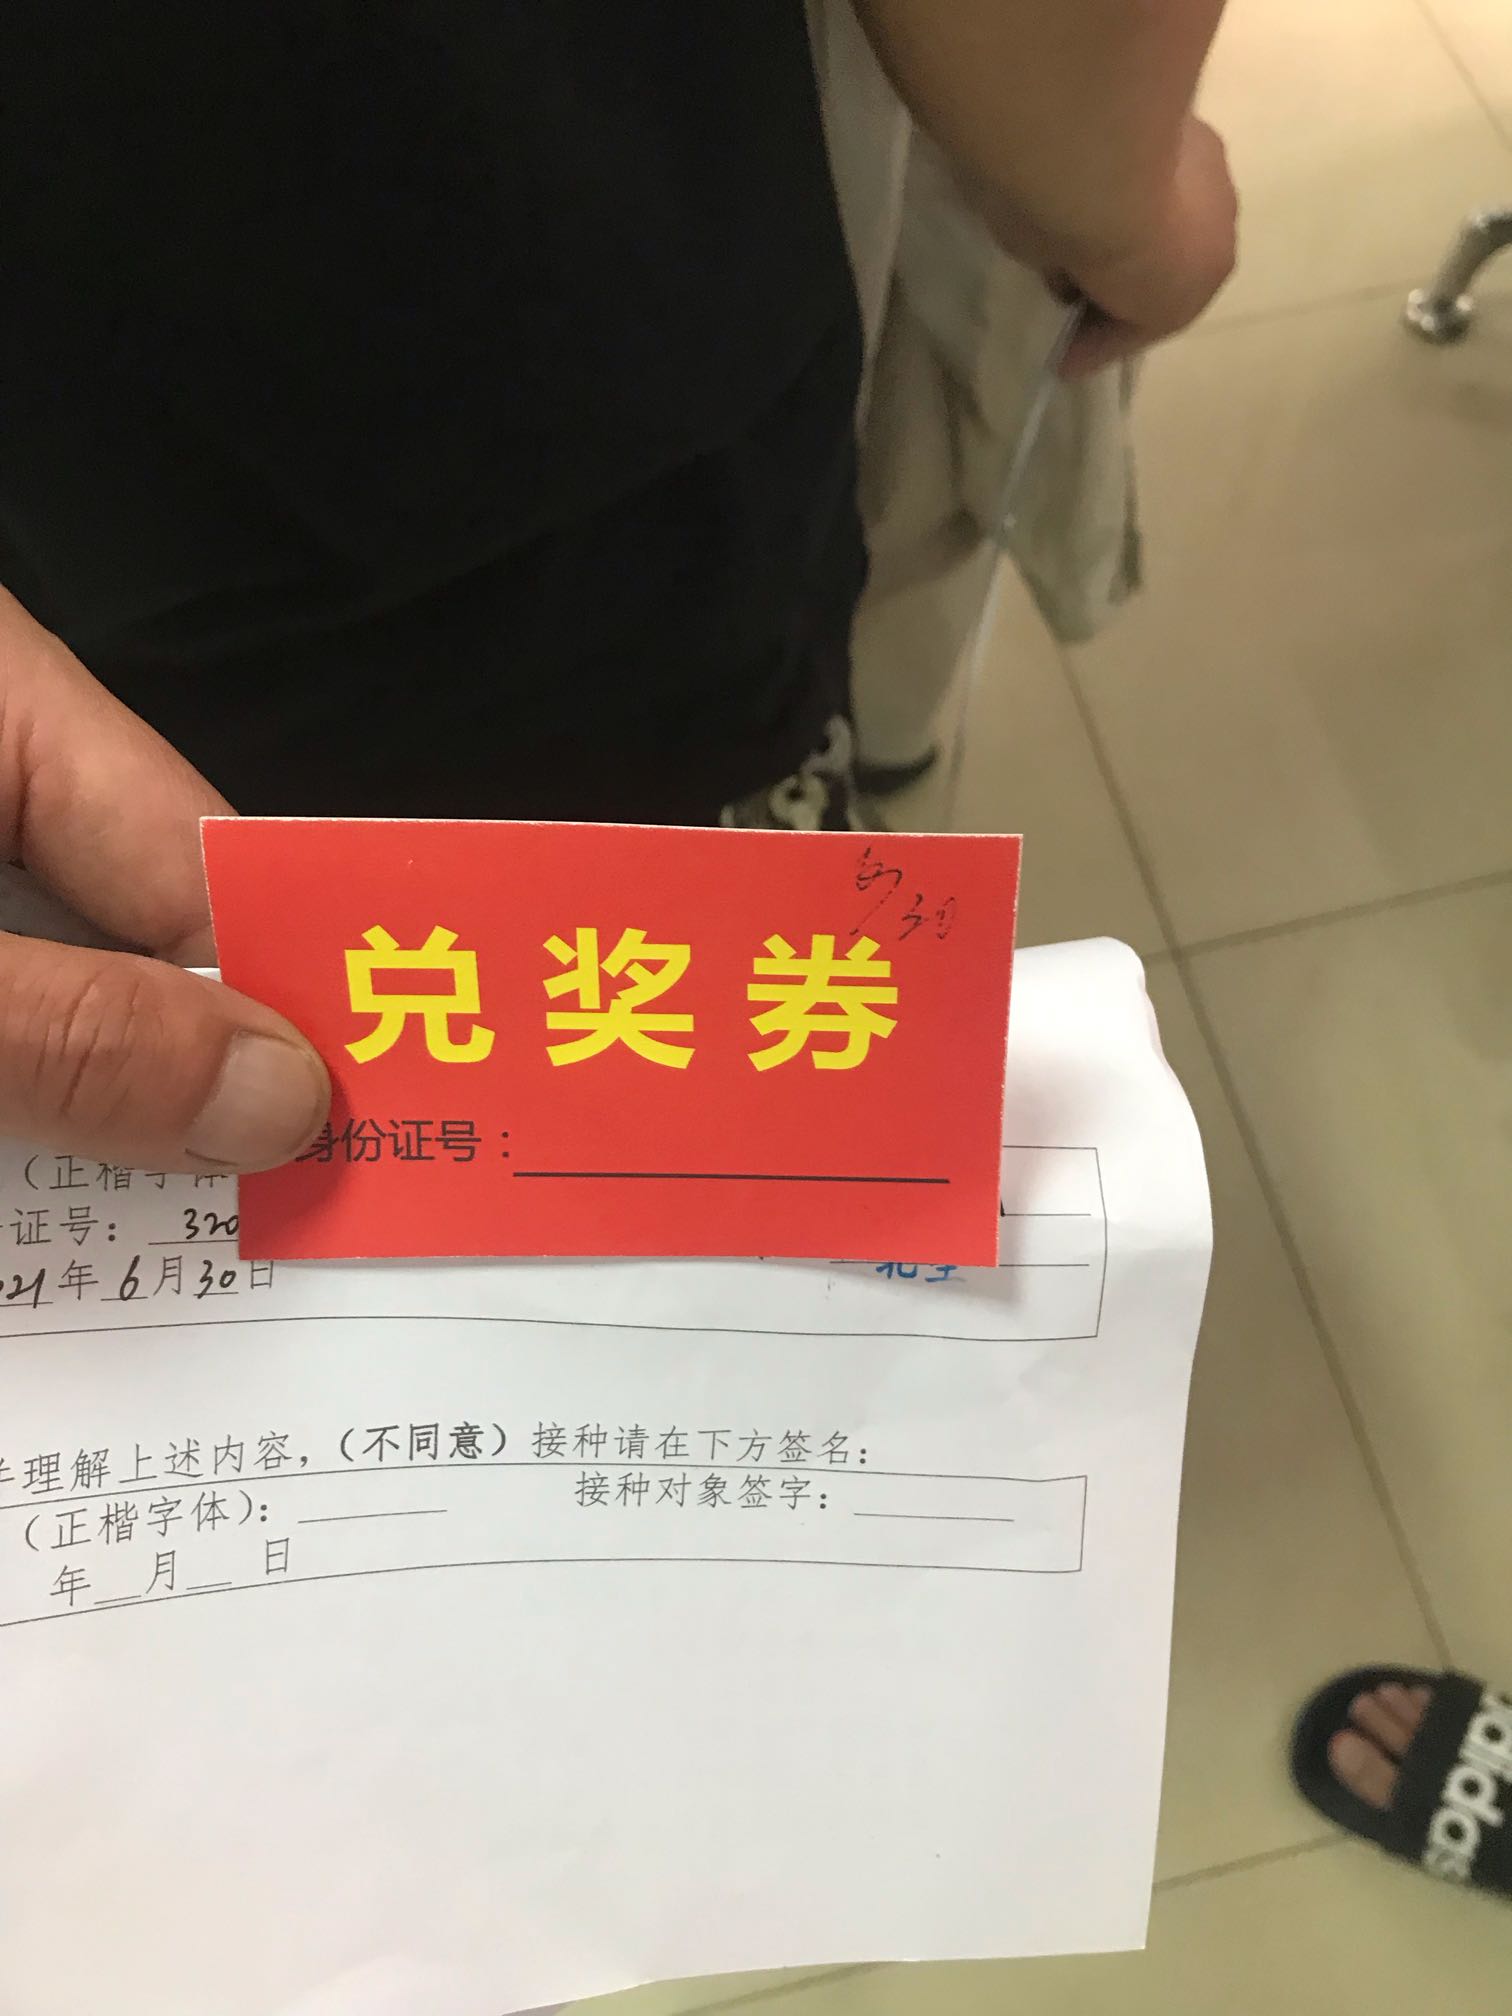 6/30
兑奖券
身份证号：
（正楷字体
证号： 320
021年 6月30日
理解上述内容，（不同意）接种请在下方签名：
（正楷字体）： 接种对象签字：
年 月 日
adidas